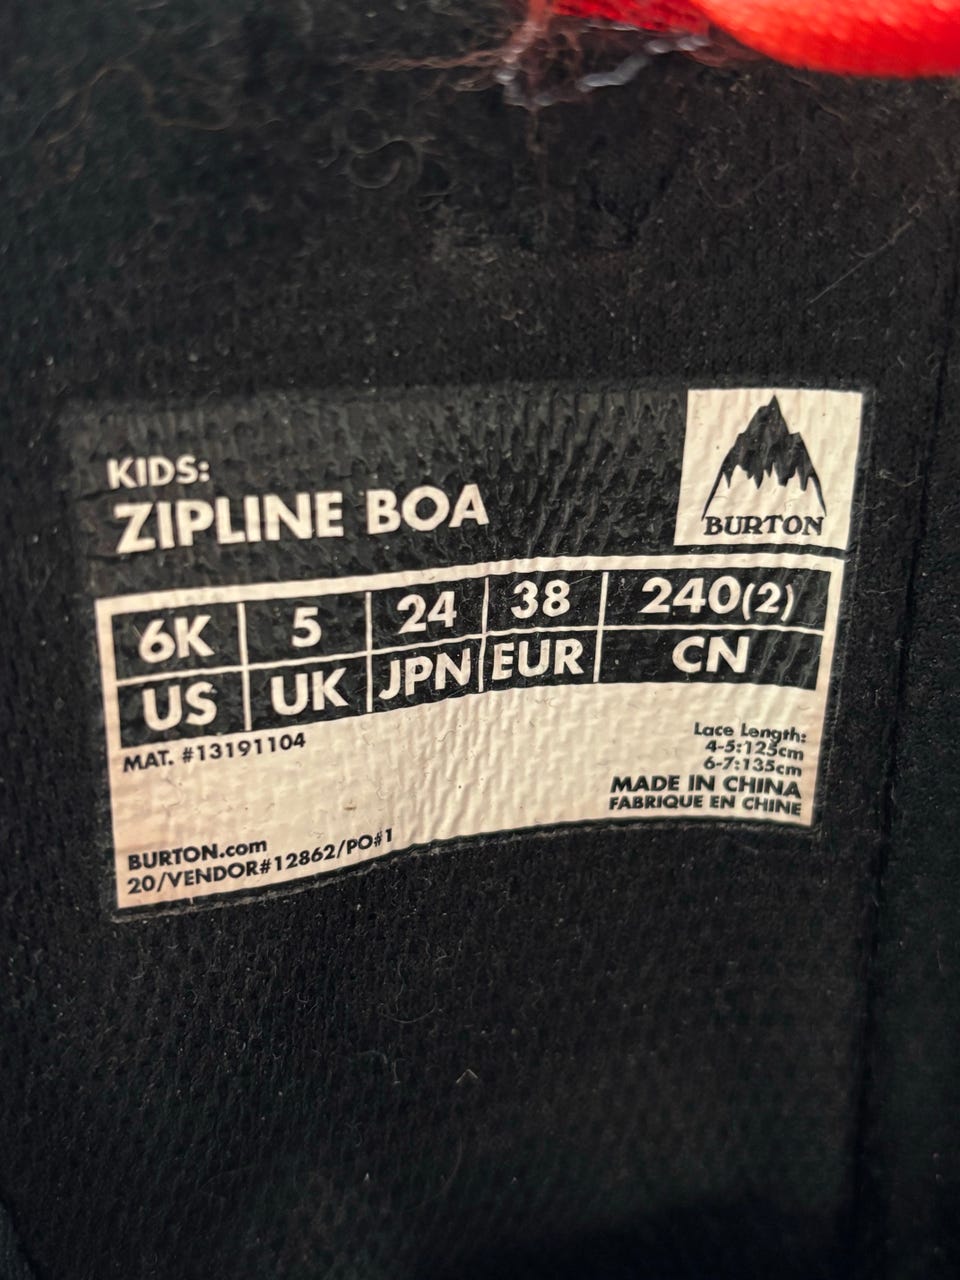 KIDS:
ZIPLINE BOA
BURTON
6K 5 24 38 240(2)
US UK JPN EUR CN
MAT. #13191104
Lace Length:
4-5:125cm
6-7:135cm
MADE IN CHINA
FABRIQUE EN CHINE
BURTON.com
20/VENDOR#12862/PO#1